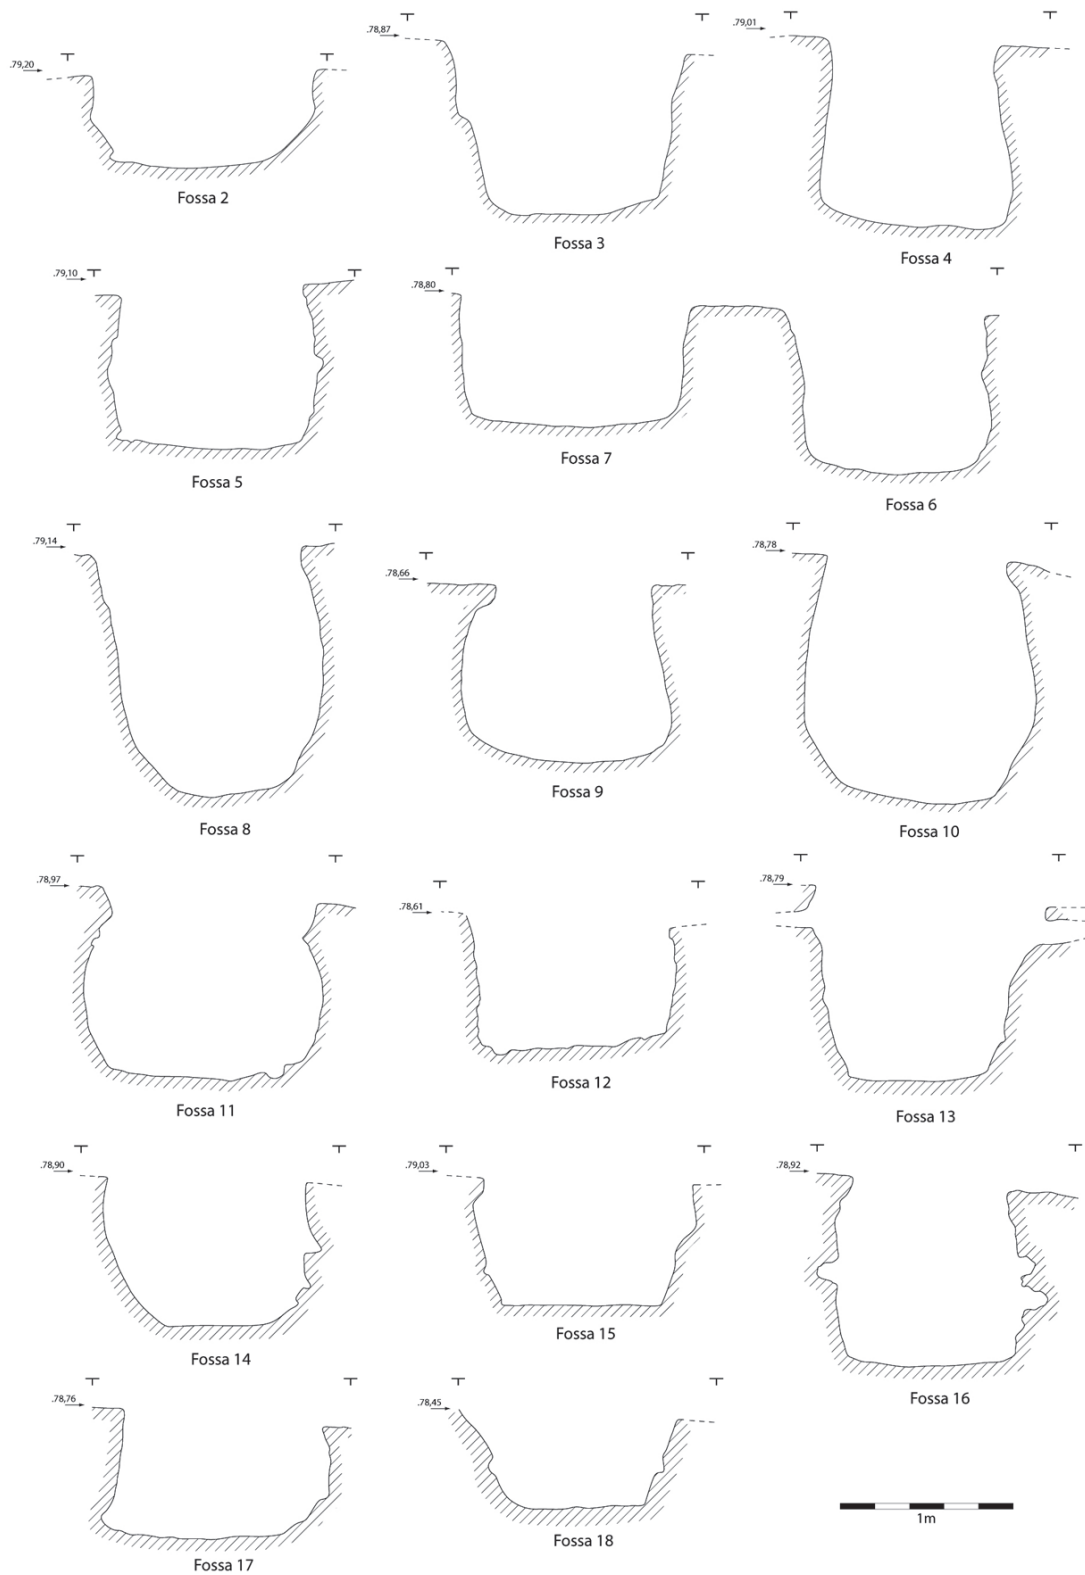 .79,20
Fossa 2
.78,87
Fossa 3
.79,01
Fossa 4
.79,10
Fossa 5
.78,80
Fossa 7
Fossa 6
.79,14
Fossa 8
.78,66
Fossa 9
.78,78
Fossa 10
.78,97
Fossa 11
.78,61
Fossa 12
.78,79
Fossa 13
.78,90
Fossa 14
.79,03
Fossa 15
.78,92
Fossa 16
.78,76
Fossa 17
.78,45
Fossa 18
1m